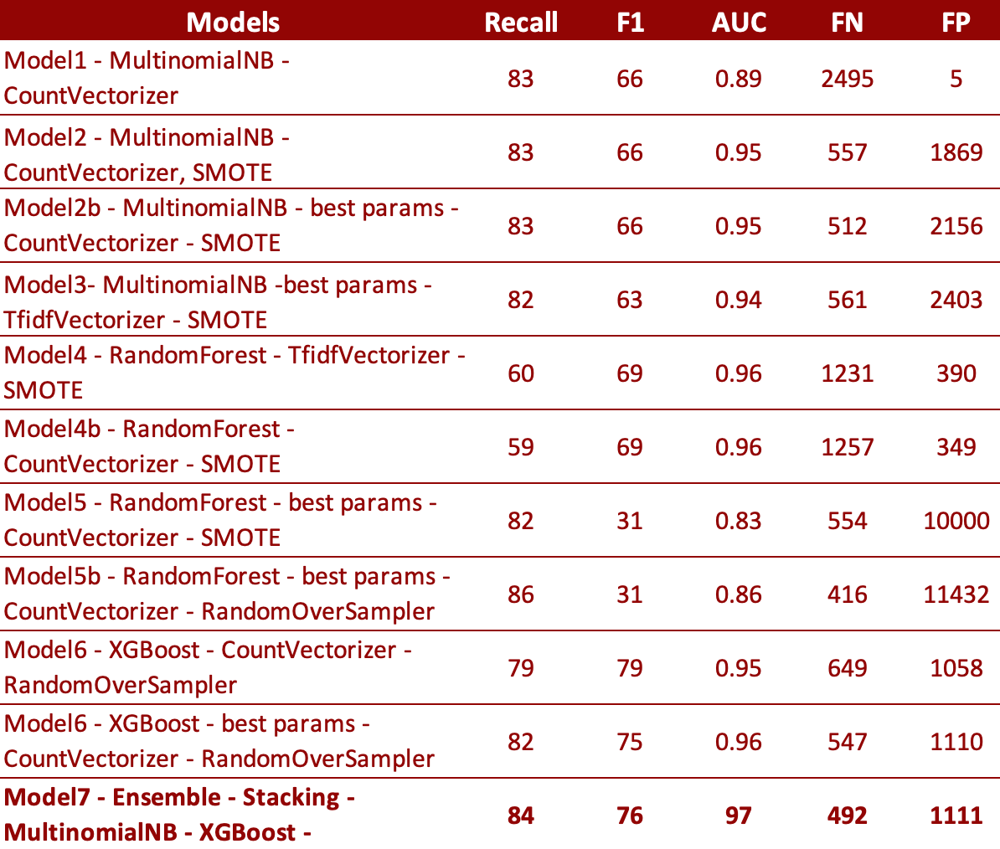 Models Recall F1 AUC FN FP
Model1 - MultinomialNB -
CountVectorizer 83 66 0.89 2495 5
Model2 - MultinomialNB -
CountVectorizer, SMOTE 83 66 0.95 557 1869
Model2b - MultinomialNB - best params -
CountVectorizer - SMOTE 83 66 0.95 512 2156
Model3- MultinomialNB -best params -
TfidfVectorizer - SMOTE 82 63 0.94 561 2403
Model4 - RandomForest - TfidfVectorizer -
SMOTE 60 69 0.96 1231 390
Model4b - RandomForest -
CountVectorizer - SMOTE 59 69 0.96 1257 349
Model5 - RandomForest - best params -
CountVectorizer - SMOTE 82 31 0.83 554 10000
Model5b - RandomForest - best params -
CountVectorizer - RandomOverSampler 86 31 0.86 416 11432
Model6 - XGBoost - CountVectorizer -
RandomOverSampler 79 79 0.95 649 1058
Model6 - XGBoost - best params -
CountVectorizer - RandomOverSampler 82 75 0.96 547 1110
Model7 - Ensemble - Stacking -
MultinomialNB - XGBoost - 84 76 97 492 1111